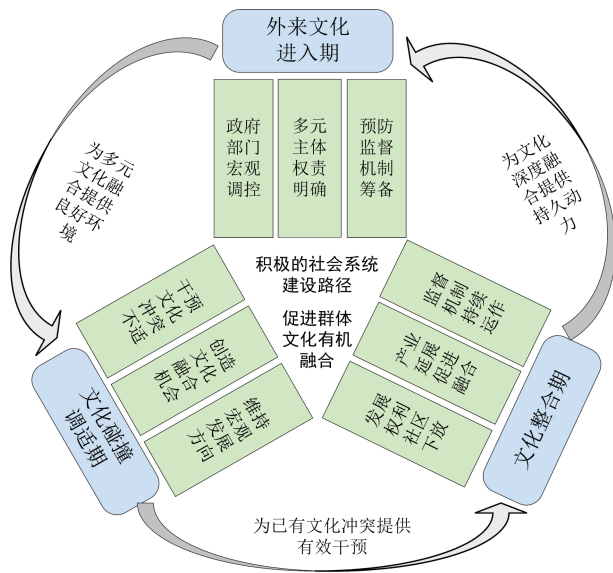 外来文化
进入期
政府
部门
宏观
调控
多元
主体
权责
明确
预防
监督
机制
筹备
为多元
文化融
合提供
良好环
境
为文化
深度融
合提供
持久动
力
积极的社会系统
建设路径
促进群体
文化有机
融合
干预
文化
冲突
不适
创造
文化
融合
机会
维持
宏观
发展
方向
监督
机制
持续
运作
产业
延展
促进
融合
发展
权利
社区
下放
文化碰撞
调适期
文化整合期
为已有文化冲突提供
有效干预